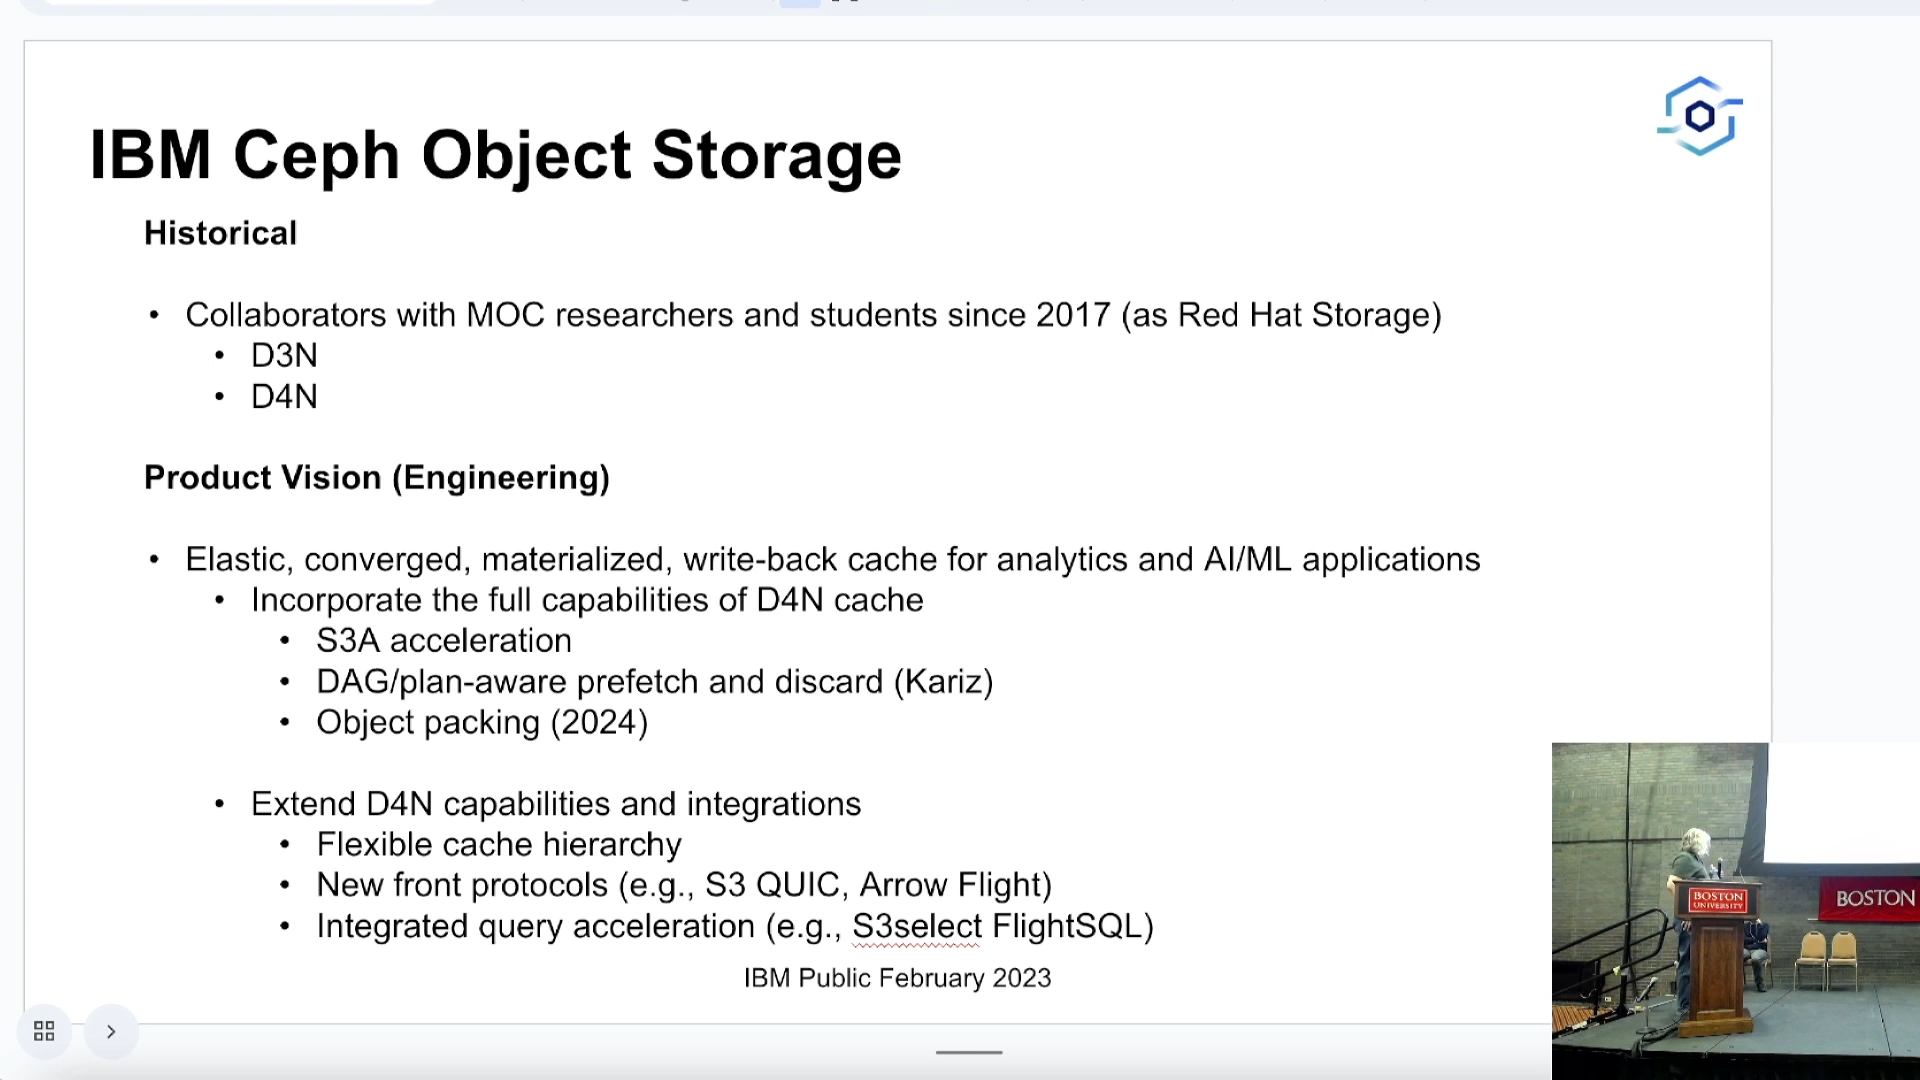 IBM Ceph Object Storage
Historical
• Collaborators with MOC researchers and students since 2017 (as Red Hat Storage)
• D3N
• D4N
Product Vision (Engineering)
• Elastic, converged, materialized, write-back cache for analytics and AI/ML applications
• Incorporate the full capabilities of D4N cache
• S3A acceleration
• DAG/plan-aware prefetch and discard (Kariz)
• Object packing (2024)
• Extend D4N capabilities and integrations
• Flexible cache hierarchy
• New front protocols (e.g., S3 QUIC, Arrow Flight)
• Integrated query acceleration (e.g., S3select FlightSQL)
IBM Public February 2023
BOSTON
UNIVERSITY
BOSTON